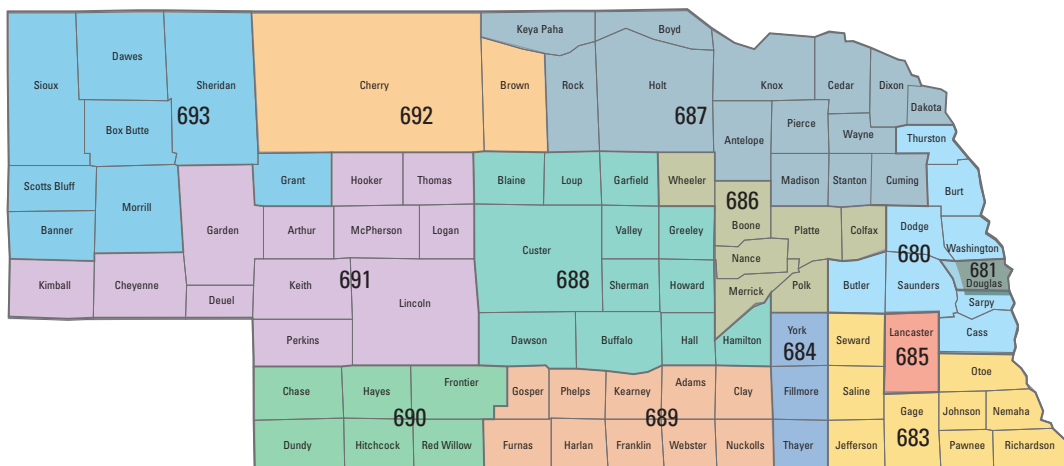 Keya Paha
Boyd
Dawes
Sioux
Sheridan
Cherry
Brown
Rock
Holt
Knox
Cedar
Dixon
Dakota
693
692
687
Box Butte
Antelope
Pierce
Wayne
Thurston
Scotts Bluff
Morrill
Grant
Hooker
Thomas
Blaine
Loup
Garfield
Wheeler
Madison
Stanton
Cuming
Burt
686
Banner
Garden
Arthur
McPherson
Logan
Custer
Valley
Greeley
Boone
Platte
Colfax
Dodge
Washington
680
Nance
Kimball
Cheyenne
Deuel
Keith
691
Lincoln
688
Sherman
Howard
Merrick
Polk
Butler
Saunders
681
Douglas
Sarpy
Perkins
Dawson
Buffalo
Hall
Hamilton
York
684
Seward
Lancaster
685
Cass
Otoe
Chase
Hayes
Frontier
Gosper
Phelps
Kearney
Adams
Clay
Fillmore
Saline
Gage
Johnson
Nemaha
690
689
683
Dundy
Hitchcock
Red Willow
Furnas
Harlan
Franklin
Webster
Nuckolls
Thayer
Jefferson
Pawnee
Richardson